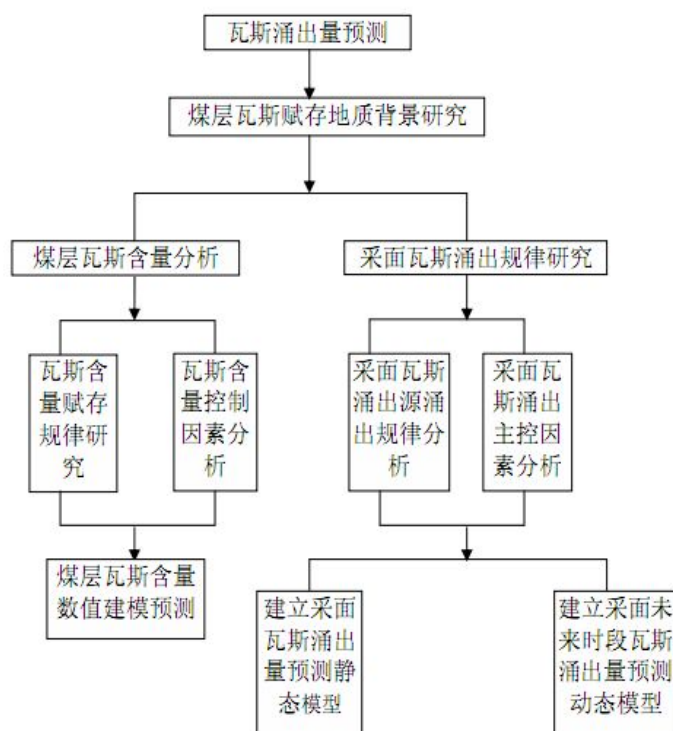 瓦斯涌出量预测
煤层瓦斯赋存地质背景研究
煤层瓦斯含量分析
采面瓦斯涌出规律研究
瓦斯含
量赋存
规律研
究
瓦斯含
量控制
因素分
析
采面瓦斯
涌出源涌
出规律分
析
采面瓦
斯涌出
主控因
素分析
煤层瓦斯含量
数值建模预测
建立采面
瓦斯涌出
量预测静
态模型
建立采面未
来时段瓦斯
涌出量预测
动态模型